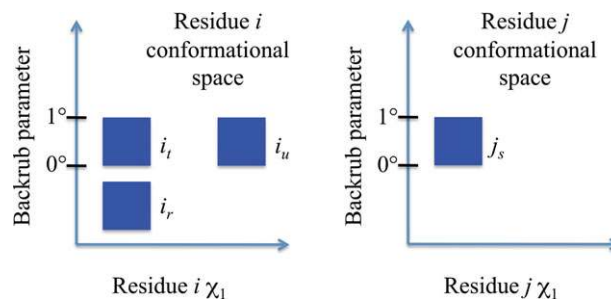 Residue i
conformational
space
Backrub parameter
1°
0°
i_t
i_u
i_r
Residue i χ₁
Residue j
conformational
space
Backrub parameter
1°
0°
j_s
Residue j χ₁